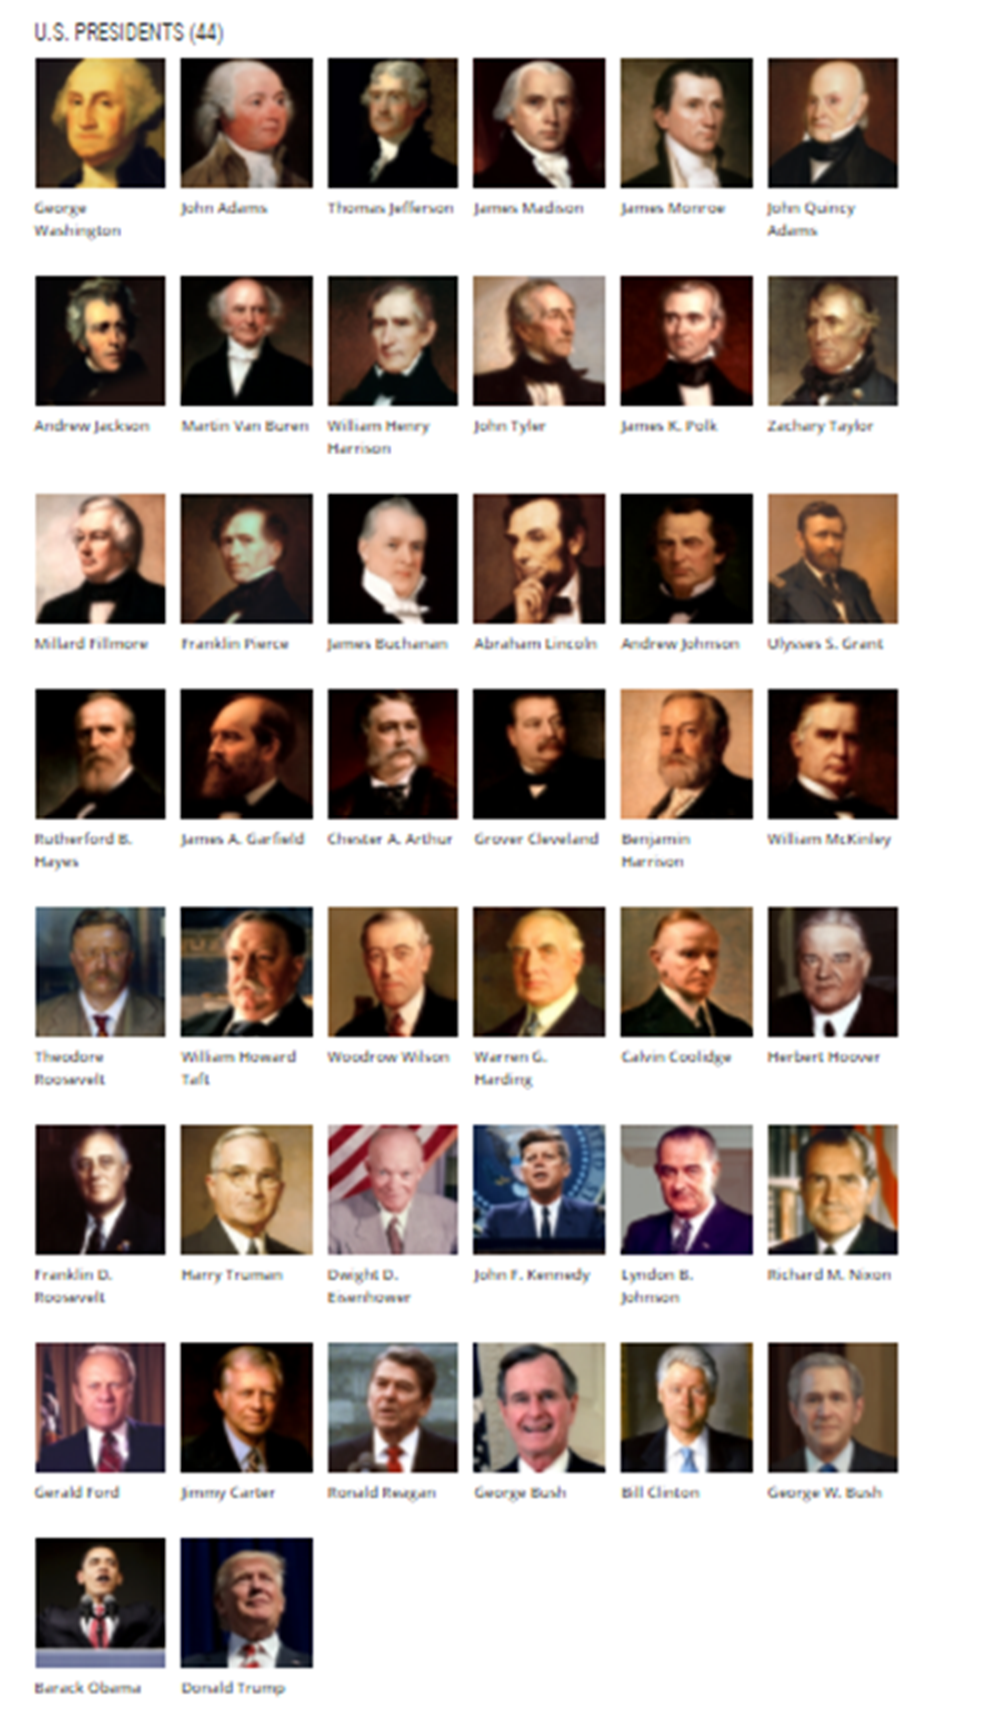 U.S. PRESIDENTS (44)
George
Washington
John Adams
Thomas Jefferson
James Madison
James Monroe
John Quincy
Adams
Andrew Jackson
Martin Van Buren
William Henry
Harrison
John Tyler
James K. Polk
Zachary Taylor
Millard Fillmore
Franklin Pierce
James Buchanan
Abraham Lincoln
Andrew Johnson
Ulysses S. Grant
Rutherford B.
Hayes
James A. Garfield
Chester A. Arthur
Grover Cleveland
Benjamin
Harrison
William McKinley
Theodore
Roosevelt
William Howard
Taft
Woodrow Wilson
Warren G.
Harding
Calvin Coolidge
Herbert Hoover
Franklin D.
Roosevelt
Harry Truman
Dwight D.
Eisenhower
John F. Kennedy
Lyndon B.
Johnson
Richard M. Nixon
Gerald Ford
Jimmy Carter
Ronald Reagan
George Bush
Bill Clinton
George W. Bush
Barack Obama
Donald Trump